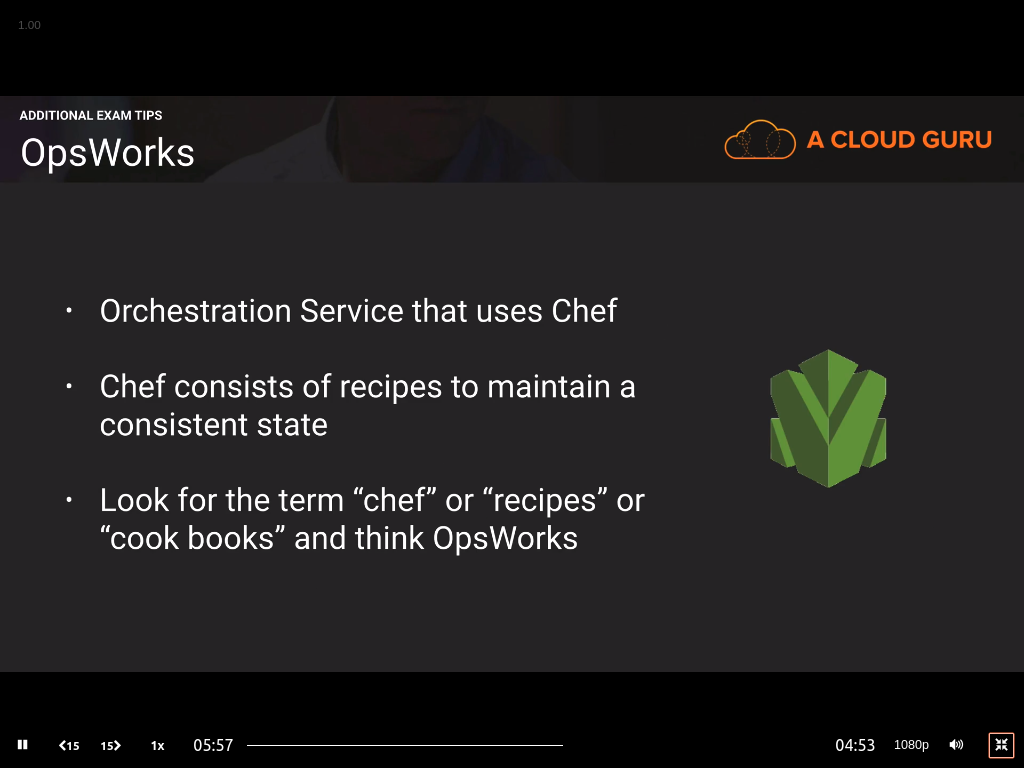 1.00
ADDITIONAL EXAM TIPS
OpsWorks
A CLOUD GURU
• Orchestration Service that uses Chef
• Chef consists of recipes to maintain a
consistent state
• Look for the term “chef” or “recipes” or
“cook books” and think OpsWorks
15 15 1x 05:57 04:53 1080p